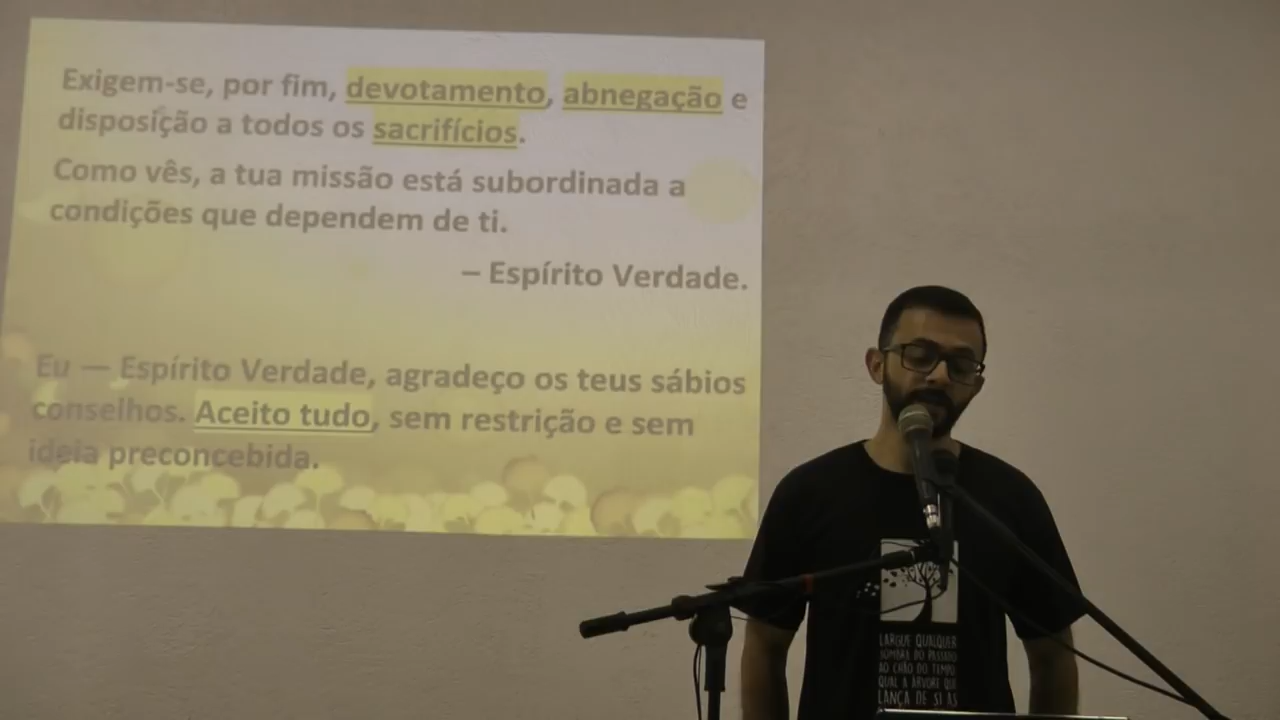 Exigem-se, por fim, devotamento, abnegação e
disposição a todos os sacrifícios.
Como vês, a tua missão está subordinada a
condições que dependem de ti.
– Espírito Verdade.
Eu — Espírito Verdade, agradeço os teus sábios
conselhos. Aceito tudo, sem restrição e sem
ideia preconcebida.
LARGUE QUALQUER
SOMBRA DO PASSADO
AO CHÃO DO TEMPO
QUAL A ÁRVORE QUE
LANÇA DE SI AS